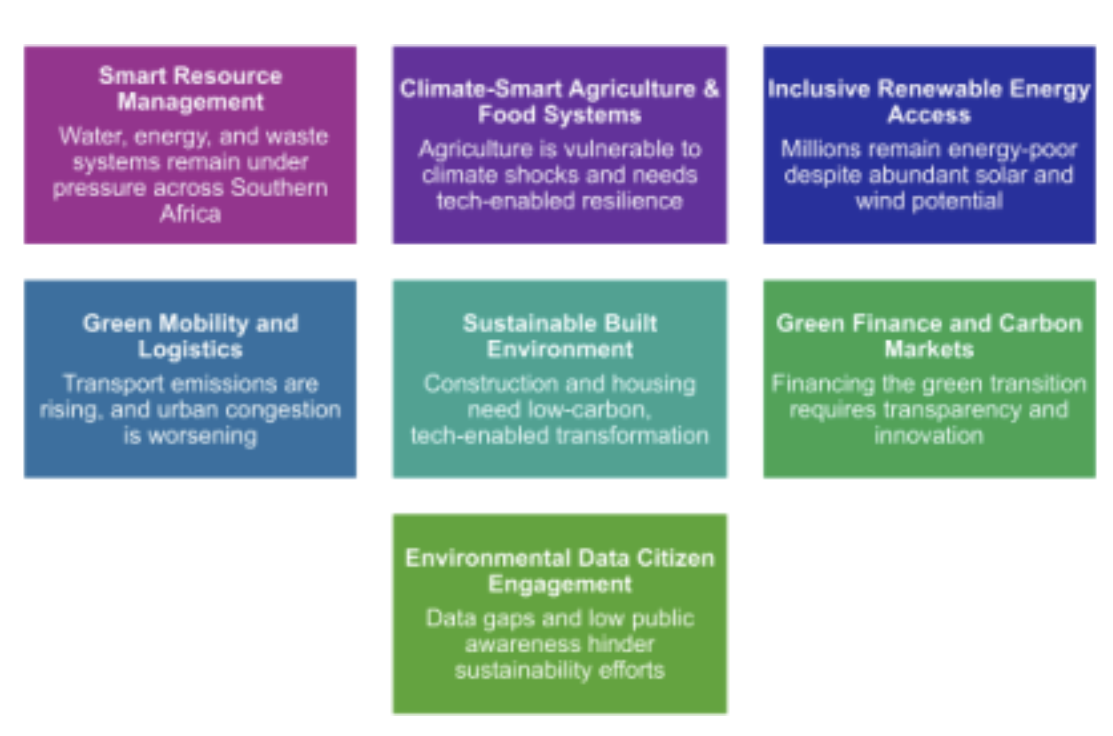 Smart Resource
Management
Water, energy, and waste
systems remain under
pressure across Southern
Africa
Climate-Smart Agriculture &
Food Systems
Agriculture is vulnerable to
climate shocks and needs
tech-enabled resilience
Inclusive Renewable Energy
Access
Millions remain energy-poor
despite abundant solar and
wind potential
Green Mobility and
Logistics
Transport emissions are
rising, and urban congestion
is worsening
Sustainable Built
Environment
Construction and housing
need low-carbon,
tech-enabled transformation
Green Finance and Carbon
Markets
Financing the green transition
requires transparency and
innovation
Environmental Data Citizen
Engagement
Data gaps and low public
awareness hinder
sustainability efforts